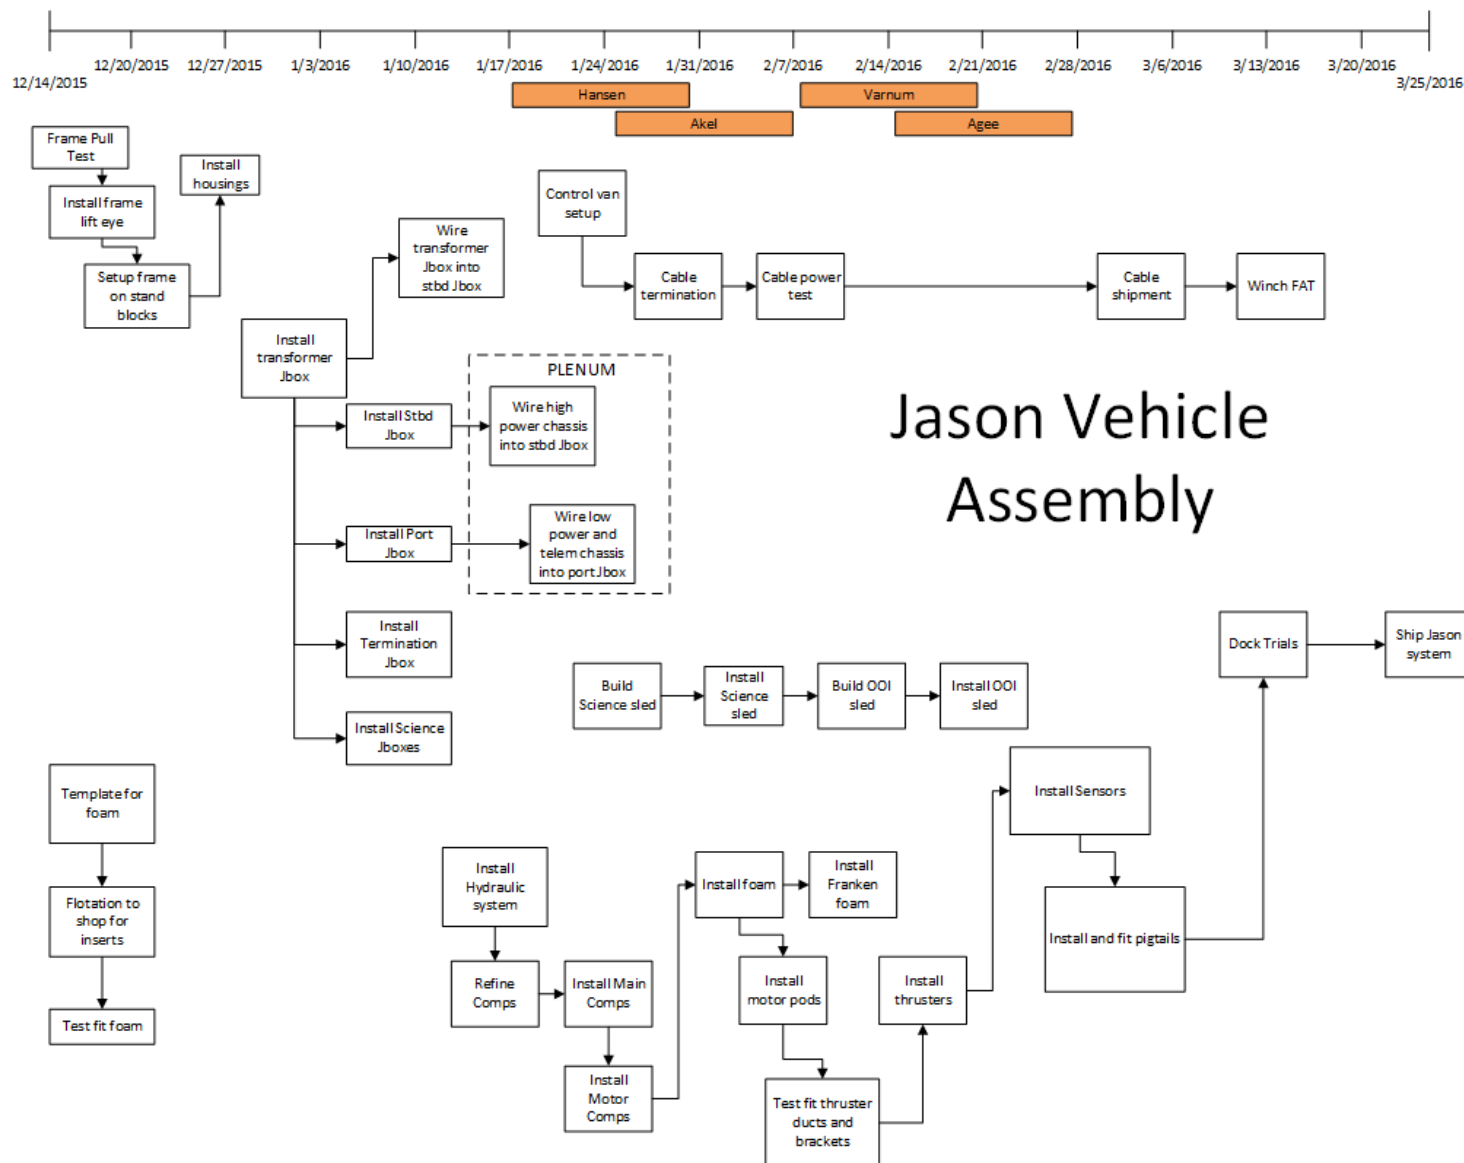 12/14/2015
12/20/2015
12/27/2015
1/3/2016
1/10/2016
1/17/2016
1/24/2016
1/31/2016
2/7/2016
2/14/2016
2/21/2016
2/28/2016
3/6/2016
3/13/2016
3/20/2016
3/25/2016
Hansen
Varnum
Akel
Agee
Frame Pull
Test
Install
housings
Install frame
lift eye
Setup frame
on stand
blocks
Control van
setup
Wire
transformer
Jbox into
stbd Jbox
Cable
termination
Cable power
test
Cable
shipment
Winch FAT
Install
transformer
Jbox
PLENUM
Install Stbd
Jbox
Wire high
power chassis
into stbd Jbox
Jason Vehicle
Assembly
Install Port
Jbox
Wire low
power and
telem chassis
into port Jbox
Install
Termination
Jbox
Install Science
Jboxes
Build
Science sled
Install
Science
sled
Build OOI
sled
Install OOI
sled
Dock Trials
Ship Jason
system
Template for
foam
Flotation to
shop for
inserts
Test fit foam
Install
Hydraulic
system
Refine
Comps
Install Main
Comps
Install
Motor
Comps
Install foam
Install
Franken
foam
Install
motor pods
Test fit thruster
ducts and
brackets
Install
thrusters
Install Sensors
Install and fit pigtails